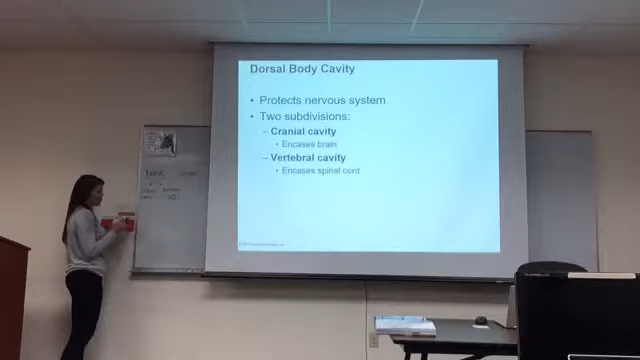 Dorsal Body Cavity
• Protects nervous system
• Two subdivisions:
– Cranial cavity
• Encases brain
– Vertebral cavity
• Encases spinal cord